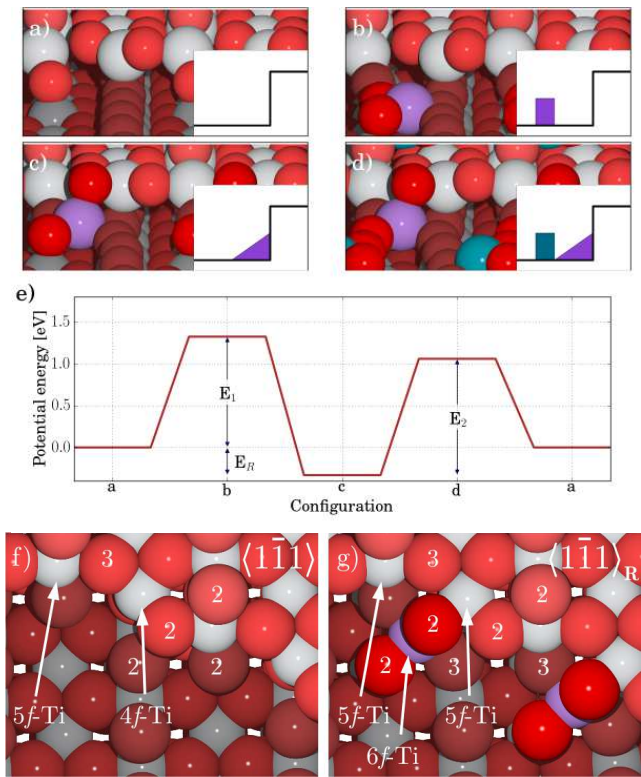 a)
b)
c)
d)
e)
Potential energy [eV]
1.5
1.0
0.5
0.0
E₁
E_R
E₂
a b c d a
Configuration
f)
3
⟨11̅1⟩
2
2
2
2
5f-Ti
4f-Ti
g)
3
⟨11̅1⟩_R
2
2
2
2
3
3
5f-Ti
6f-Ti
5f-Ti